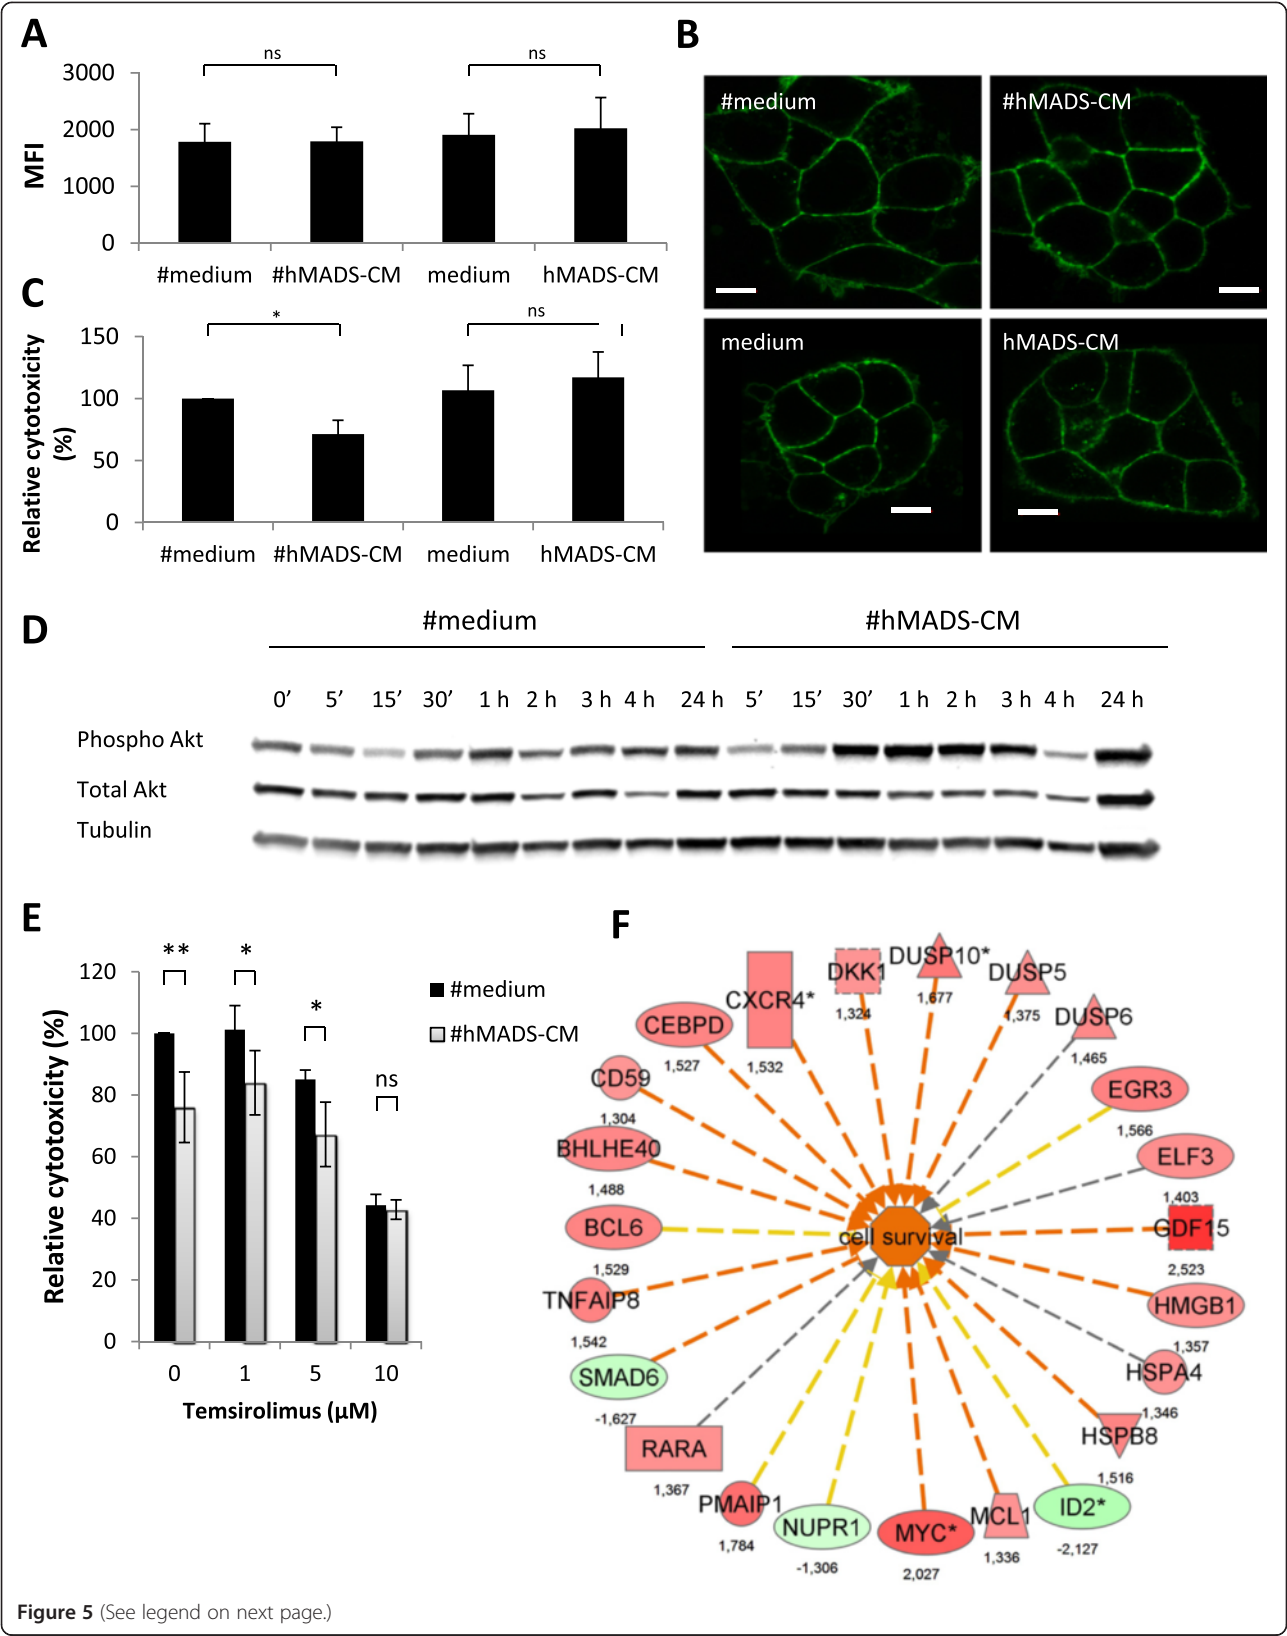 A
ns
ns
3000
2000
1000
0
MFI
#medium
#hMADS-CM
medium
hMADS-CM
B
#medium
#hMADS-CM
medium
hMADS-CM
C
*
ns
150
100
50
0
Relative cytotoxicity
(%)
#medium
#hMADS-CM
medium
hMADS-CM
D
#medium
#hMADS-CM
0’ 5’ 15’ 30’ 1 h 2 h 3 h 4 h 24 h 5’ 15’ 30’ 1 h 2 h 3 h 4 h 24 h
Phospho Akt
Total Akt
Tubulin
E
**
*
*
ns
120
100
80
60
40
20
0
Relative cytotoxicity (%)
#medium
#hMADS-CM
0 1 5 10
Temsirolimus (µM)
F
DUSP10*
1,677
DKK1
1,324
DUSP5
1,375
CXCR4*
1,532
DUSP6
1,465
CEBPD
1,527
CD59
1,304
EGR3
1,566
BHLHE40
1,488
ELF3
1,403
BCL6
1,529
cell survival
GDF15
2,523
TNFAIP8
1,542
HMGB1
1,357
SMAD6
-1,627
HSPA4
1,346
RARA
1,367
HSPB8
1,516
PMAIP1
1,784
NUPR1
-1,306
MYC*
2,027
MCL1
1,336
ID2*
-2,127
Figure 5 (See legend on next page.)